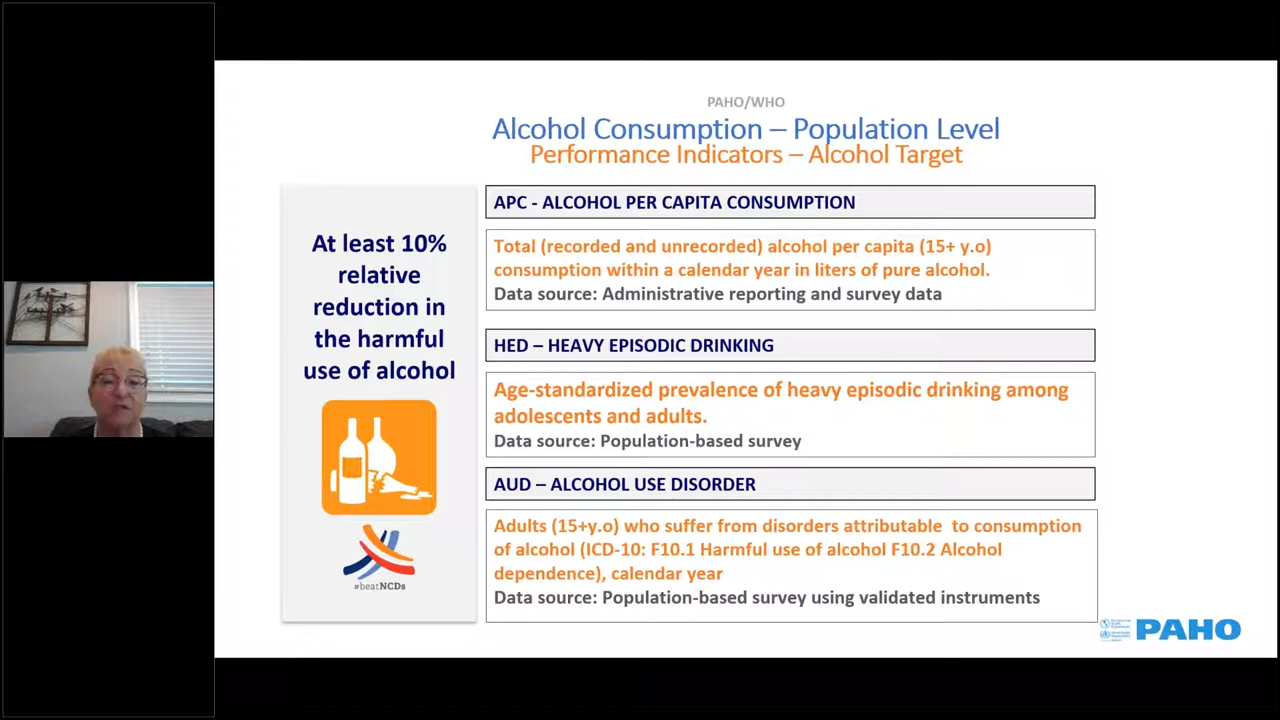 PAHO/WHO
Alcohol Consumption – Population Level
Performance Indicators – Alcohol Target
At least 10%
relative
reduction in
the harmful
use of alcohol
#beatNCDs
APC - ALCOHOL PER CAPITA CONSUMPTION
Total (recorded and unrecorded) alcohol per capita (15+ y.o)
consumption within a calendar year in liters of pure alcohol.
Data source: Administrative reporting and survey data
HED – HEAVY EPISODIC DRINKING
Age-standardized prevalence of heavy episodic drinking among
adolescents and adults.
Data source: Population-based survey
AUD – ALCOHOL USE DISORDER
Adults (15+y.o) who suffer from disorders attributable to consumption
of alcohol (ICD-10: F10.1 Harmful use of alcohol F10.2 Alcohol
dependence), calendar year
Data source: Population-based survey using validated instruments
PAHO